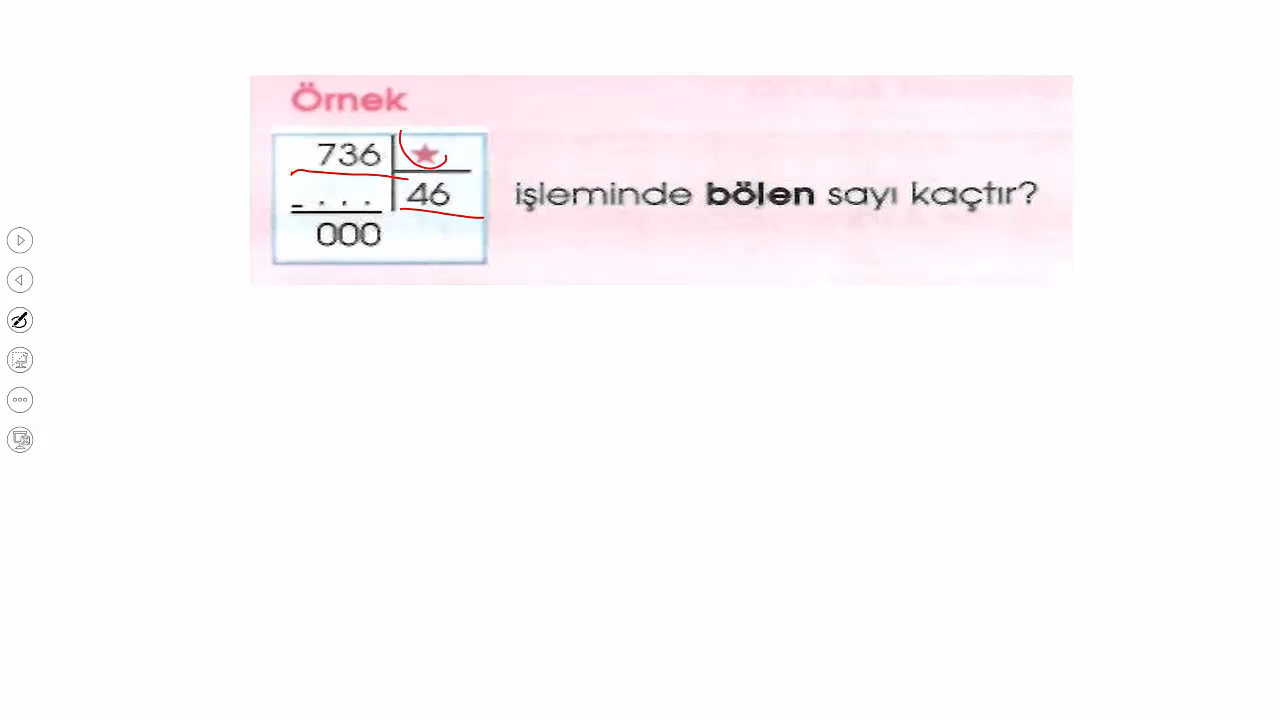 Örnek
736 ★
46
- . . .
000
işleminde bölen sayı kaçtır?